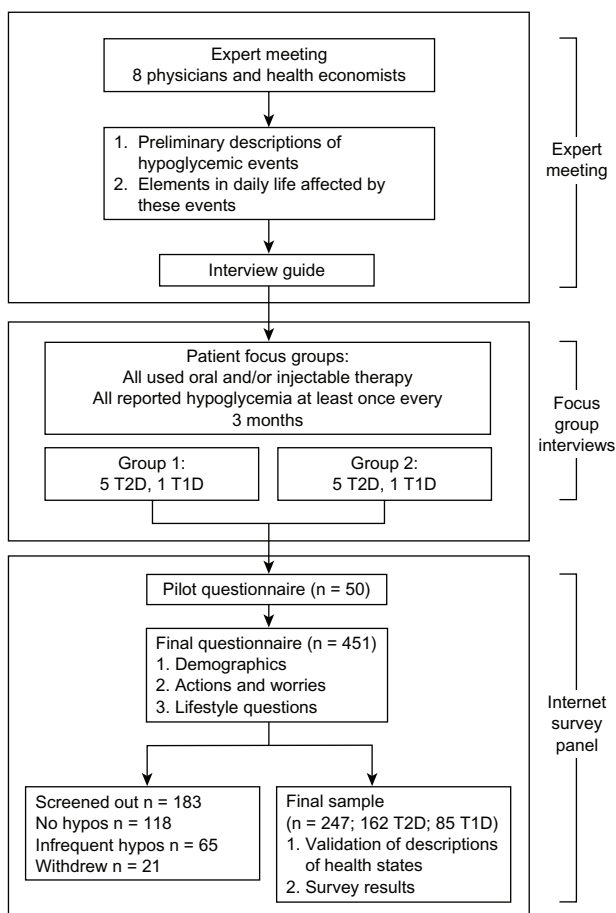 Expert meeting
8 physicians and health economists
1. Preliminary descriptions of
hypoglycemic events
2. Elements in daily life affected by
these events
Interview guide
Expert
meeting
Patient focus groups:
All used oral and/or injectable therapy
All reported hypoglycemia at least once every
3 months
Group 1:
5 T2D, 1 T1D
Group 2:
5 T2D, 1 T1D
Focus
group
interviews
Pilot questionnaire (n = 50)
Final questionnaire (n = 451)
1. Demographics
2. Actions and worries
3. Lifestyle questions
Screened out n = 183
No hypos n = 118
Infrequent hypos n = 65
Withdrew n = 21
Final sample
(n = 247; 162 T2D; 85 T1D)
1. Validation of descriptions
of health states
2. Survey results
Internet
survey
panel